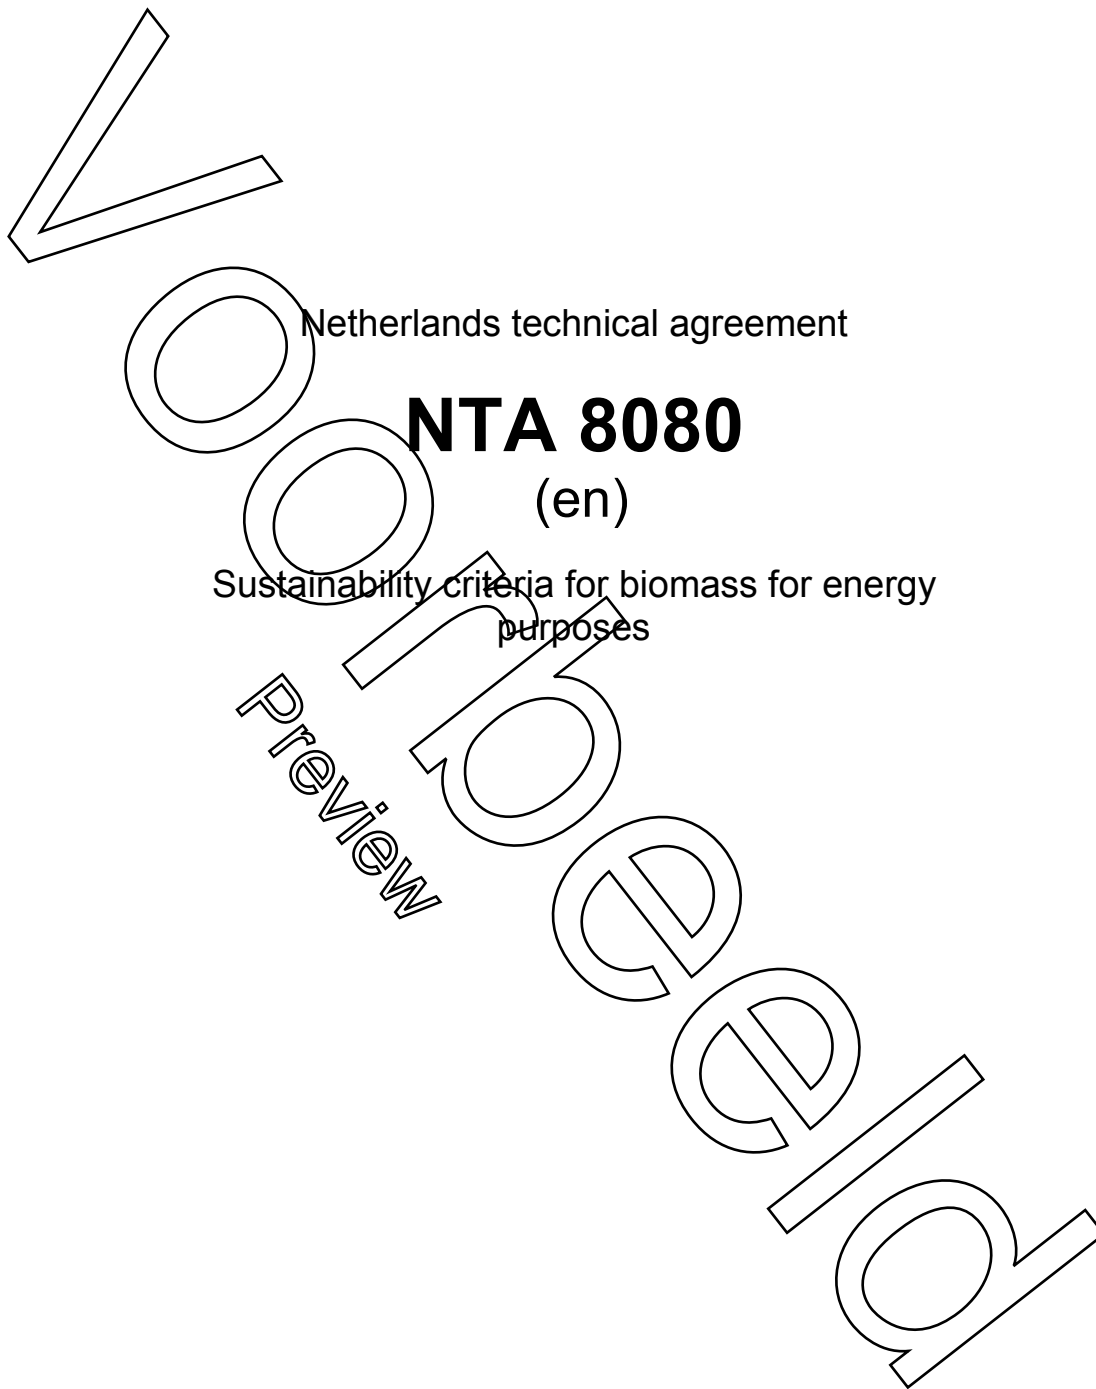 Netherlands technical agreement
NTA 8080
(en)
Sustainability criteria for biomass for energy
purposes
Voorbeeld
Preview